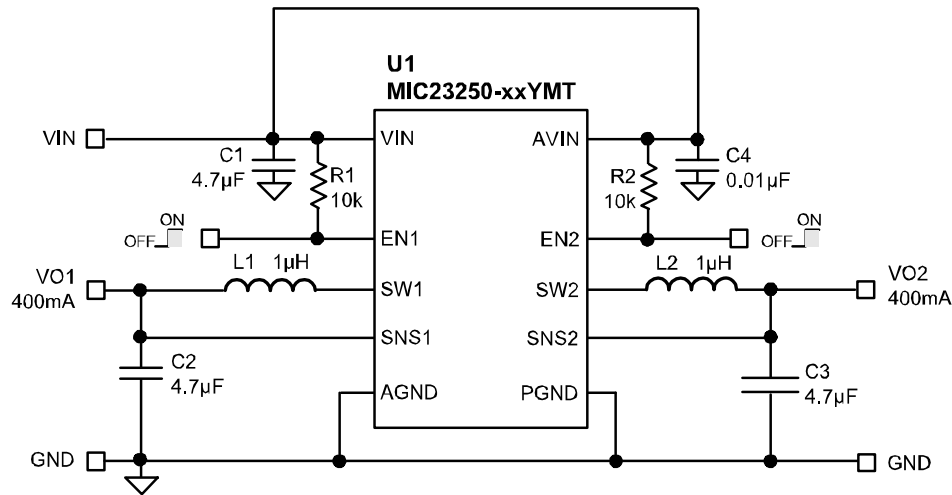 U1
MIC23250-xxYMT
VIN
VIN
AVIN
C1
4.7µF
R1
10k
R2
10k
C4
0.01µF
ON
OFF
EN1
EN2
ON
OFF
VO1
400mA
L1 1µH
SW1
SW2
L2 1µH
VO2
400mA
SNS1
SNS2
C2
4.7µF
AGND
PGND
C3
4.7µF
GND
GND